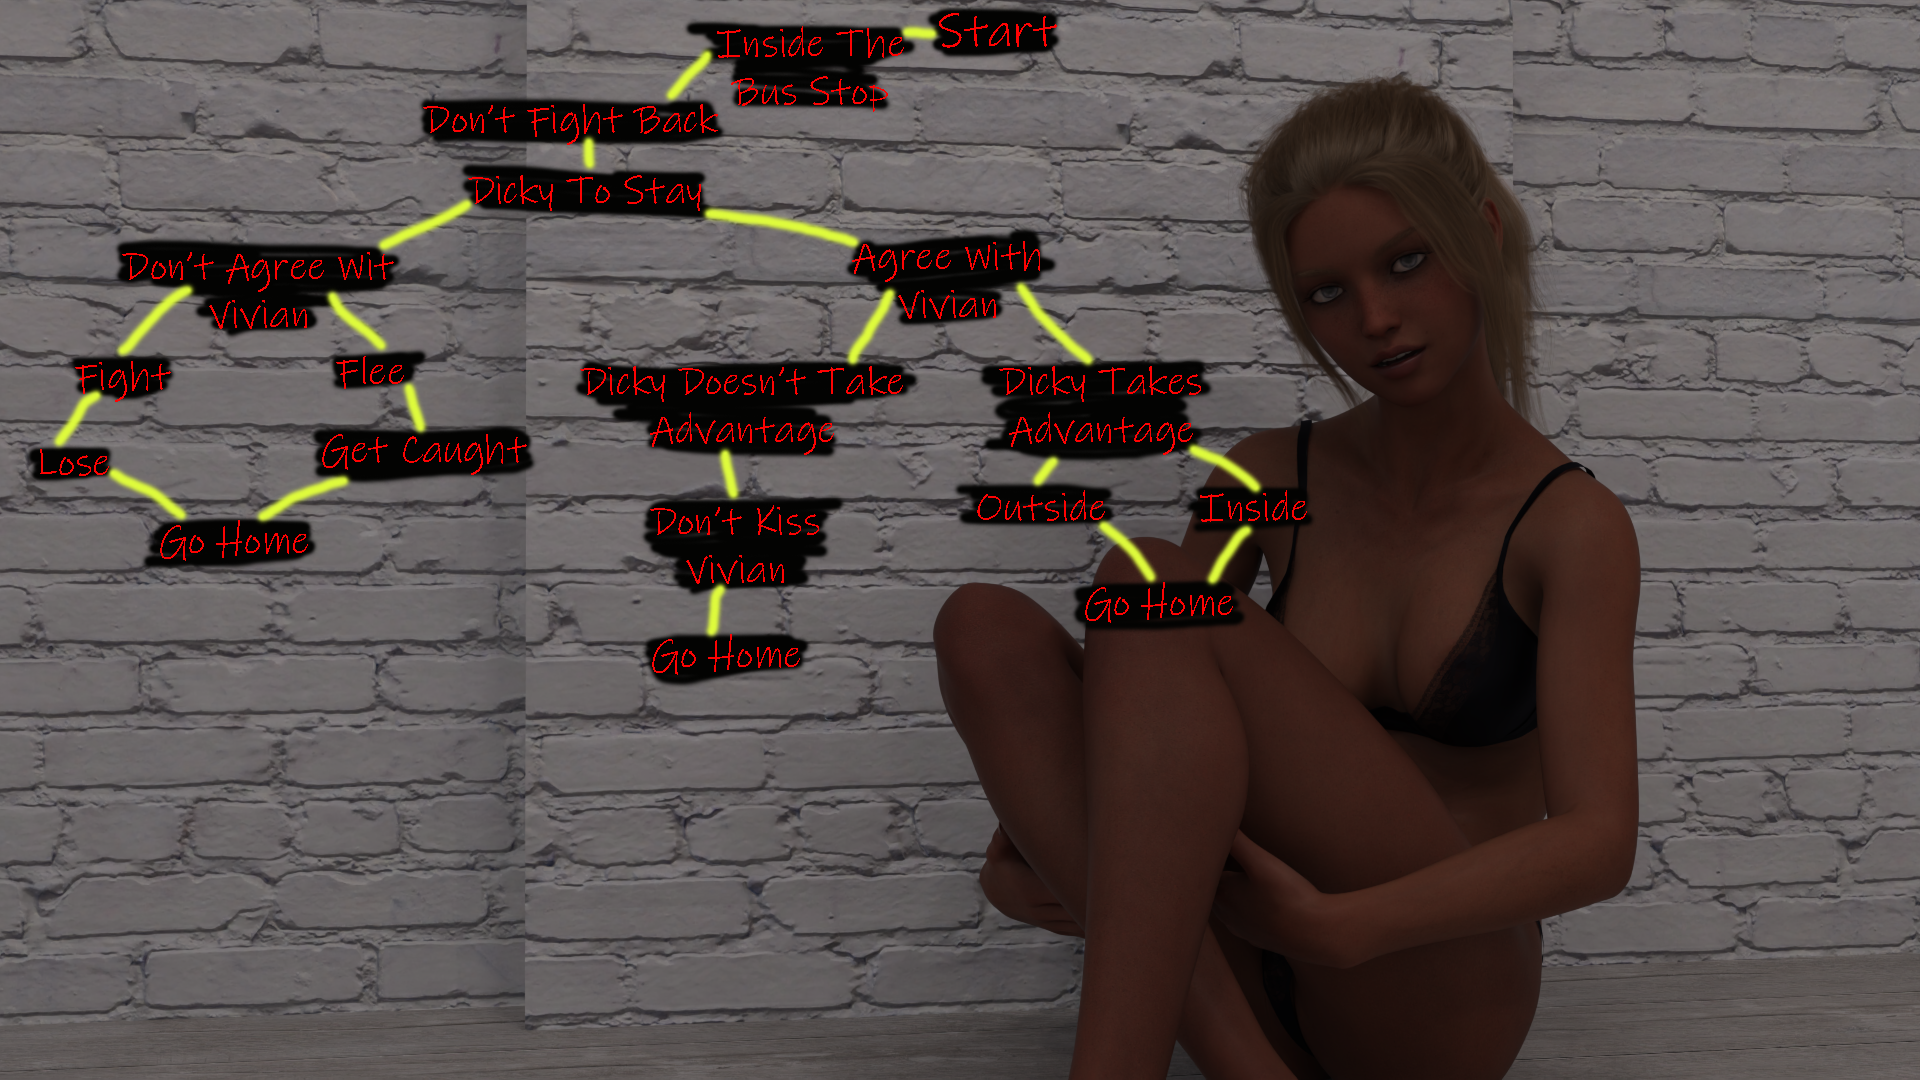 Start
Inside The
Bus Stop
Don't Fight Back
Dicky To Stay
Don't Agree Wit
Vivian
Agree With
Vivian
Fight
Flee
Dicky Doesn't Take
Advantage
Dicky Takes
Advantage
Lose
Get Caught
Don't Kiss
Vivian
Outside
Inside
Go Home
Go Home
Go Home